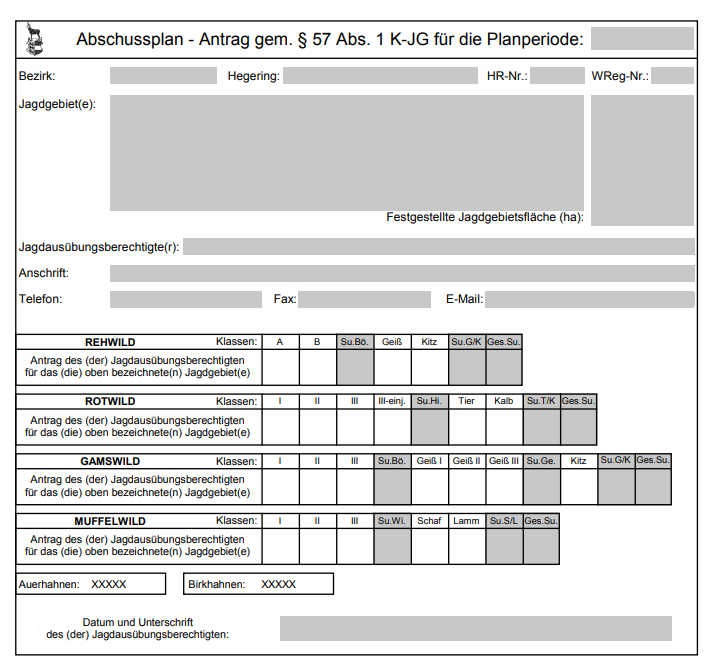 Abschussplan - Antrag gem. § 57 Abs. 1 K-JG für die Planperiode:
Bezirk: Hegering: HR-Nr.: WReg-Nr.:
Jagdgebiet(e):
Festgestellte Jagdgebietsfläche (ha):
Jagdausübungsberechtigte(r):
Anschrift:
Telefon: Fax: E-Mail:
REHWILD Klassen: A B Su.Bö. Geiß Kitz Su.G/K Ges.Su.
Antrag des (der) Jagdausübungsberechtigten
für das (die) oben bezeichnete(n) Jagdgebiet(e)
ROTWILD Klassen: I II III III-einj. Su.Hi. Tier Kalb Su.T/K Ges.Su.
Antrag des (der) Jagdausübungsberechtigten
für das (die) oben bezeichnete(n) Jagdgebiet(e)
GAMSWILD Klassen: I II III Su.Bö. Geiß I Geiß II Geiß III Su.Ge. Kitz Su.G/K Ges.Su.
Antrag des (der) Jagdausübungsberechtigten
für das (die) oben bezeichnete(n) Jagdgebiet(e)
MUFFELWILD Klassen: I II III Su.Wi. Schaf Lamm Su.S/L Ges.Su.
Antrag des (der) Jagdausübungsberechtigten
für das (die) oben bezeichnete(n) Jagdgebiet(e)
Auerhahnen: XXXXX Birkhahnen: XXXXX
Datum und Unterschrift
des (der) Jagdausübungsberechtigten: